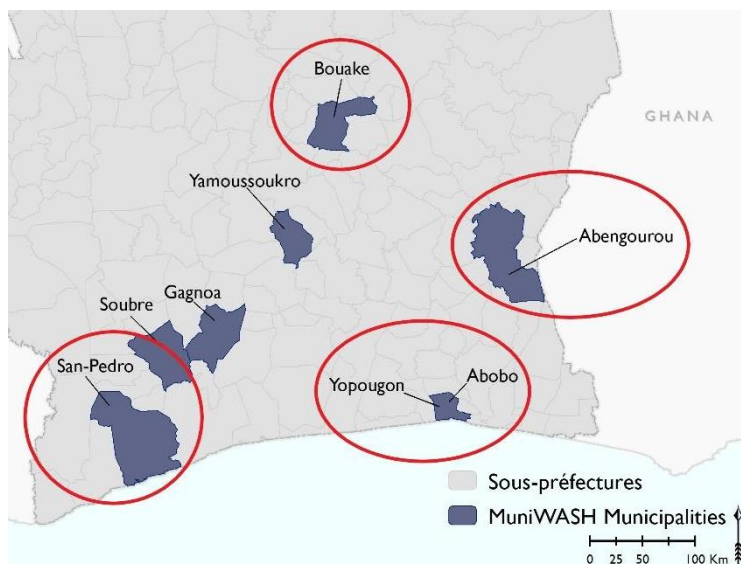 Bouake
GHANA
Yamoussoukro
Abengourou
Gagnoa
Soubre
San-Pedro
Abobo
Yopougon
Sous-préfectures
MuniWASH Municipalities
0 25 50 100 Km